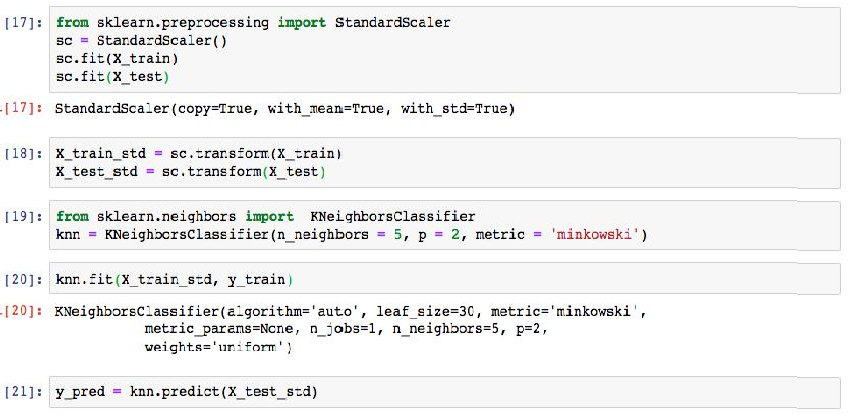 [17]: from sklearn.preprocessing import StandardScaler
sc = StandardScaler()
sc.fit(X_train)
sc.fit(X_test)
[17]: StandardScaler(copy=True, with_mean=True, with_std=True)
[18]: X_train_std = sc.transform(X_train)
X_test_std = sc.transform(X_test)
[19]: from sklearn.neighbors import  KNeighborsClassifier
knn = KNeighborsClassifier(n_neighbors = 5, p = 2, metric = 'minkowski')
[20]: knn.fit(X_train_std, y_train)
[20]: KNeighborsClassifier(algorithm='auto', leaf_size=30, metric='minkowski',
metric_params=None, n_jobs=1, n_neighbors=5, p=2,
weights='uniform')
[21]: y_pred = knn.predict(X_test_std)